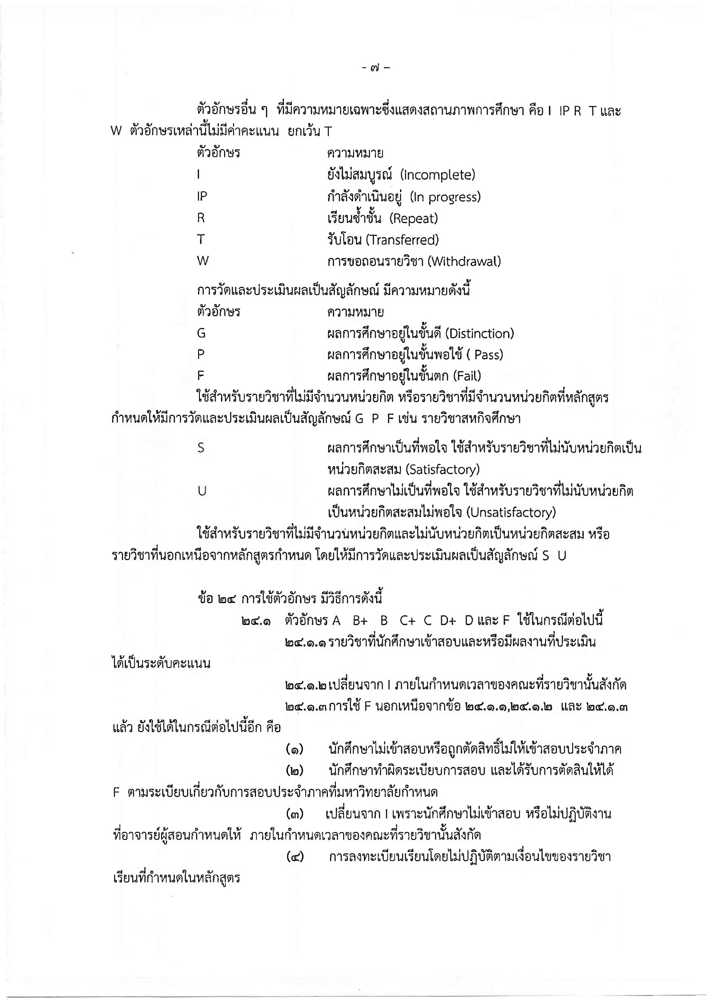 - ๗ –
ตัวอักษรอื่น ๆ ที่มีความหมายเฉพาะซึ่งแสดงสถานภาพการศึกษา คือ I IP R T และ
W ตัวอักษรเหล่านี้ไม่มีค่าคะแนน ยกเว้น T
ตัวอักษร ความหมาย
I ยังไม่สมบูรณ์ (Incomplete)
IP กำลังดำเนินอยู่ (In progress)
R เรียนซ้ำชั้น (Repeat)
T รับโอน (Transferred)
W การขอถอนรายวิชา (Withdrawal)
การวัดและประเมินผลเป็นสัญลักษณ์ มีความหมายดังนี้
ตัวอักษร ความหมาย
G ผลการศึกษาอยู่ในขั้นดี (Distinction)
P ผลการศึกษาอยู่ในขั้นพอใช้ ( Pass)
F ผลการศึกษาอยู่ในขั้นตก (Fail)
ใช้สำหรับรายวิชาที่ไม่มีจำนวนหน่วยกิต หรือรายวิชาที่มีจำนวนหน่วยกิตที่หลักสูตร
กำหนดให้มีการวัดและประเมินผลเป็นสัญลักษณ์ G P F เช่น รายวิชาสหกิจศึกษา
S ผลการศึกษาเป็นที่พอใจ ใช้สำหรับรายวิชาที่ไม่นับหน่วยกิตเป็น
หน่วยกิตสะสม (Satisfactory)
U ผลการศึกษาไม่เป็นที่พอใจ ใช้สำหรับรายวิชาที่ไม่นับหน่วยกิต
เป็นหน่วยกิตสะสมไม่พอใจ (Unsatisfactory)
ใช้สำหรับรายวิชาที่ไม่มีจำนวนหน่วยกิตและไม่นับหน่วยกิตเป็นหน่วยกิตสะสม หรือ
รายวิชาที่นอกเหนือจากหลักสูตรกำหนด โดยให้มีการวัดและประเมินผลเป็นสัญลักษณ์ S U
ข้อ ๒๔ การใช้ตัวอักษร มีวิธีการดังนี้
๒๔.๑ ตัวอักษร A B+ B C+ C D+ D และ F ใช้ในกรณีต่อไปนี้
๒๔.๑.๑ รายวิชาที่นักศึกษาเข้าสอบและหรือมีผลงานที่ประเมิน
ได้เป็นระดับคะแนน
๒๔.๑.๒ เปลี่ยนจาก I ภายในกำหนดเวลาของคณะที่รายวิชานั้นสังกัด
๒๔.๑.๓ การใช้ F นอกเหนือจากข้อ ๒๔.๑.๑,๒๔.๑.๒ และ ๒๔.๑.๓
แล้ว ยังใช้ได้ในกรณีต่อไปนี้อีก คือ
(๑) นักศึกษาไม่เข้าสอบหรือถูกตัดสิทธิ์ไม่ให้เข้าสอบประจำภาค
(๒) นักศึกษาทำผิดระเบียบการสอบ และได้รับการตัดสินให้ได้
F ตามระเบียบเกี่ยวกับการสอบประจำภาคที่มหาวิทยาลัยกำหนด
(๓) เปลี่ยนจาก I เพราะนักศึกษาไม่เข้าสอบ หรือไม่ปฏิบัติงาน
ที่อาจารย์ผู้สอนกำหนดให้ ภายในกำหนดเวลาของคณะที่รายวิชานั้นสังกัด
(๔) การลงทะเบียนเรียนโดยไม่ปฏิบัติตามเงื่อนไขของรายวิชา
เรียนที่กำหนดในหลักสูตร